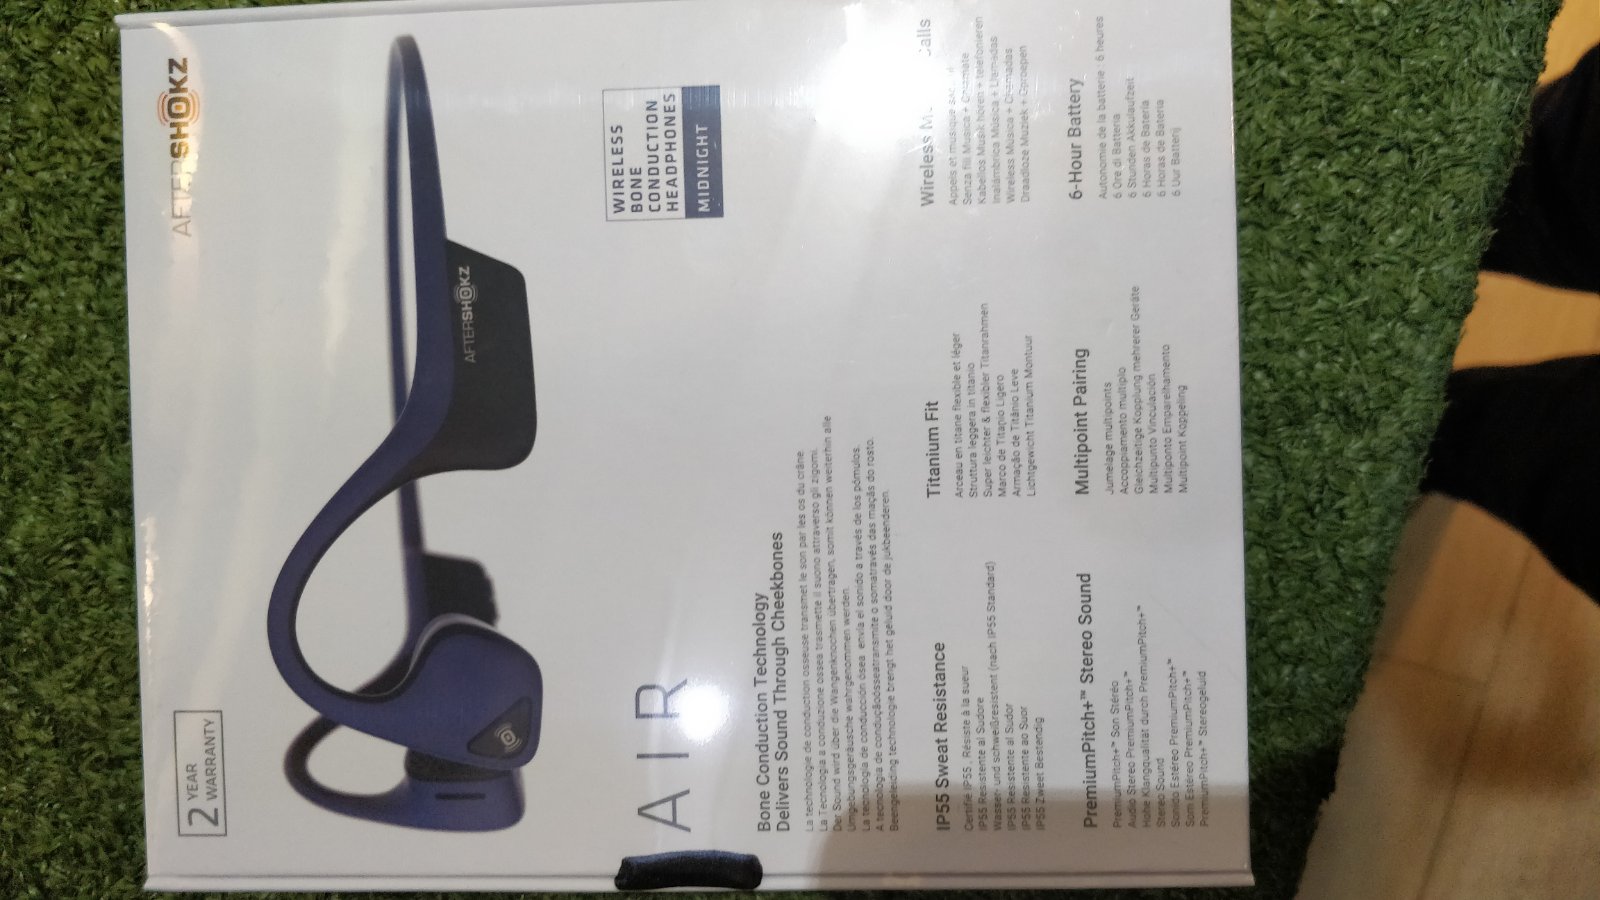 2 YEAR
WARRANTY
AFTERSHOKZ
AFTERSHOKZ
AIR
WIRELESS
BONE
CONDUCTION
HEADPHONES
MIDNIGHT
Bone Conduction Technology
Delivers Sound Through Cheekbones
La technologie de conduction osseuse transmet le son par les os du crâne.
La Tecnologia a conduzione ossea trasmette il suono attraverso gli zigomi.
Der Sound wird über die Wangenknochen übertragen, somit können weiterhin alle
Umgebungsgeräusche wahrgenommen werden.
La tecnología de conducción ósea envía el sonido a través de los pómulos.
A tecnologia de conduçãoósseatransmite o somatravés das maçãs do rosto.
Beengeleiding technologie brengt het geluid door de jukbeenderen.
IP55 Sweat Resistance
Certifié IP55, Résiste à la sueur
IP55 Resistente al Sudore
Wasser- und schweißresistent (nach IP55 Standard)
IP55 Resistente al Sudor
IP55 Resistente ao Suor
IP55 Zweet Bestendig
Titanium Fit
Arceau en titane flexible et léger
Struttura leggera in titanio
Super leichter & flexibler Titanrahmen
Marco de Titanio Ligero
Armação de Titânio Leve
Lichtgewicht Titanium Montuur
Wireless
Appels et musique
Senza Fili Musica + Chiamate
Kabellos Musik hören + telefonieren
Inalámbrica Música + Llamadas
Wireless Música + Chamadas
Draadloze Muziek + Oproepen
PremiumPitch+™ Stereo Sound
PremiumPitch+™ Son Stéréo
Audio Stereo PremiumPitch+™
Hohe Klangqualität durch PremiumPitch+™
Stereo Sound
Sonido Estéreo PremiumPitch+™
Som Estéreo PremiumPitch+™
PremiumPitch+™ Stereogeluid
Multipoint Pairing
Jumelage multipoints
Accoppiamento multiplo
Gleichzeitige Kopplung mehrerer Geräte
Multipunto Vinculación
Multiponto Emparelhamento
Multipoint Koppeling
6-Hour Battery
Autonomie de la batterie : 6 heures
6 Ore di Batteria
6 Stunden Akkulaufzeit
6 Horas de Batería
6 Horas de Bateria
6 Uur Batterij